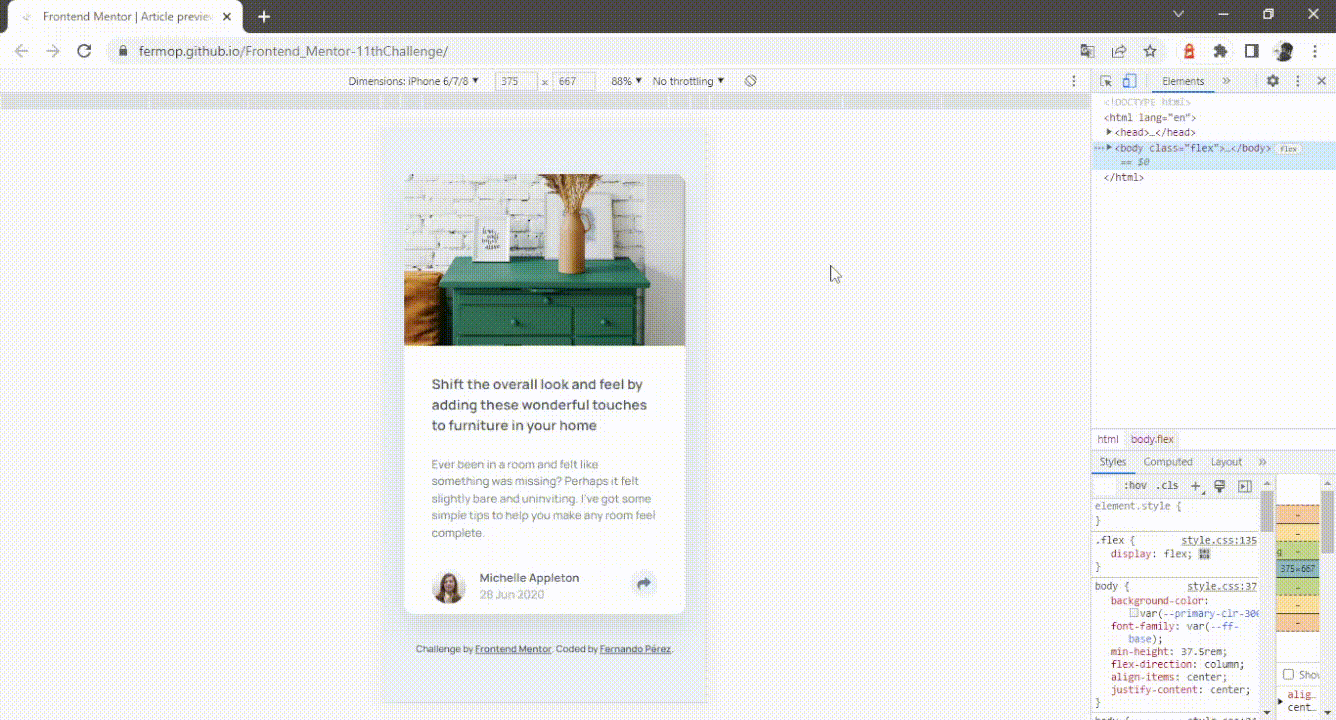 Frontend Mentor | Article preview
fermop.github.io/Frontend_Mentor-11thChallenge/
Dimensions: iPhone 6/7/8 ▼ 375 x 667 88% ▼ No throttling ▼
Elements »
<!DOCTYPE html>
<html lang="en">
▶<head>…</head>
•••▶<body class="flex">…</body> flex
== $0
</html>
Shift the overall look and feel by
adding these wonderful touches
to furniture in your home
Ever been in a room and felt like
something was missing? Perhaps it felt
slightly bare and uninviting. I've got some
simple tips to help you make any room feel
complete.
Michelle Appleton
28 Jun 2020
Challenge by Frontend Mentor. Coded by Fernando Pérez.
html body.flex
Styles Computed Layout »
:hov .cls +
element.style {
}
.flex { style.css:135
display: flex;
}
body { style.css:37
background-color:
var(--primary-clr-300
font-family: var(--ff-
base);
min-height: 37.5rem;
flex-direction: column;
align-items: center;
justify-content: center;
}
g -
375×667
Show
▶ alig…
cent…